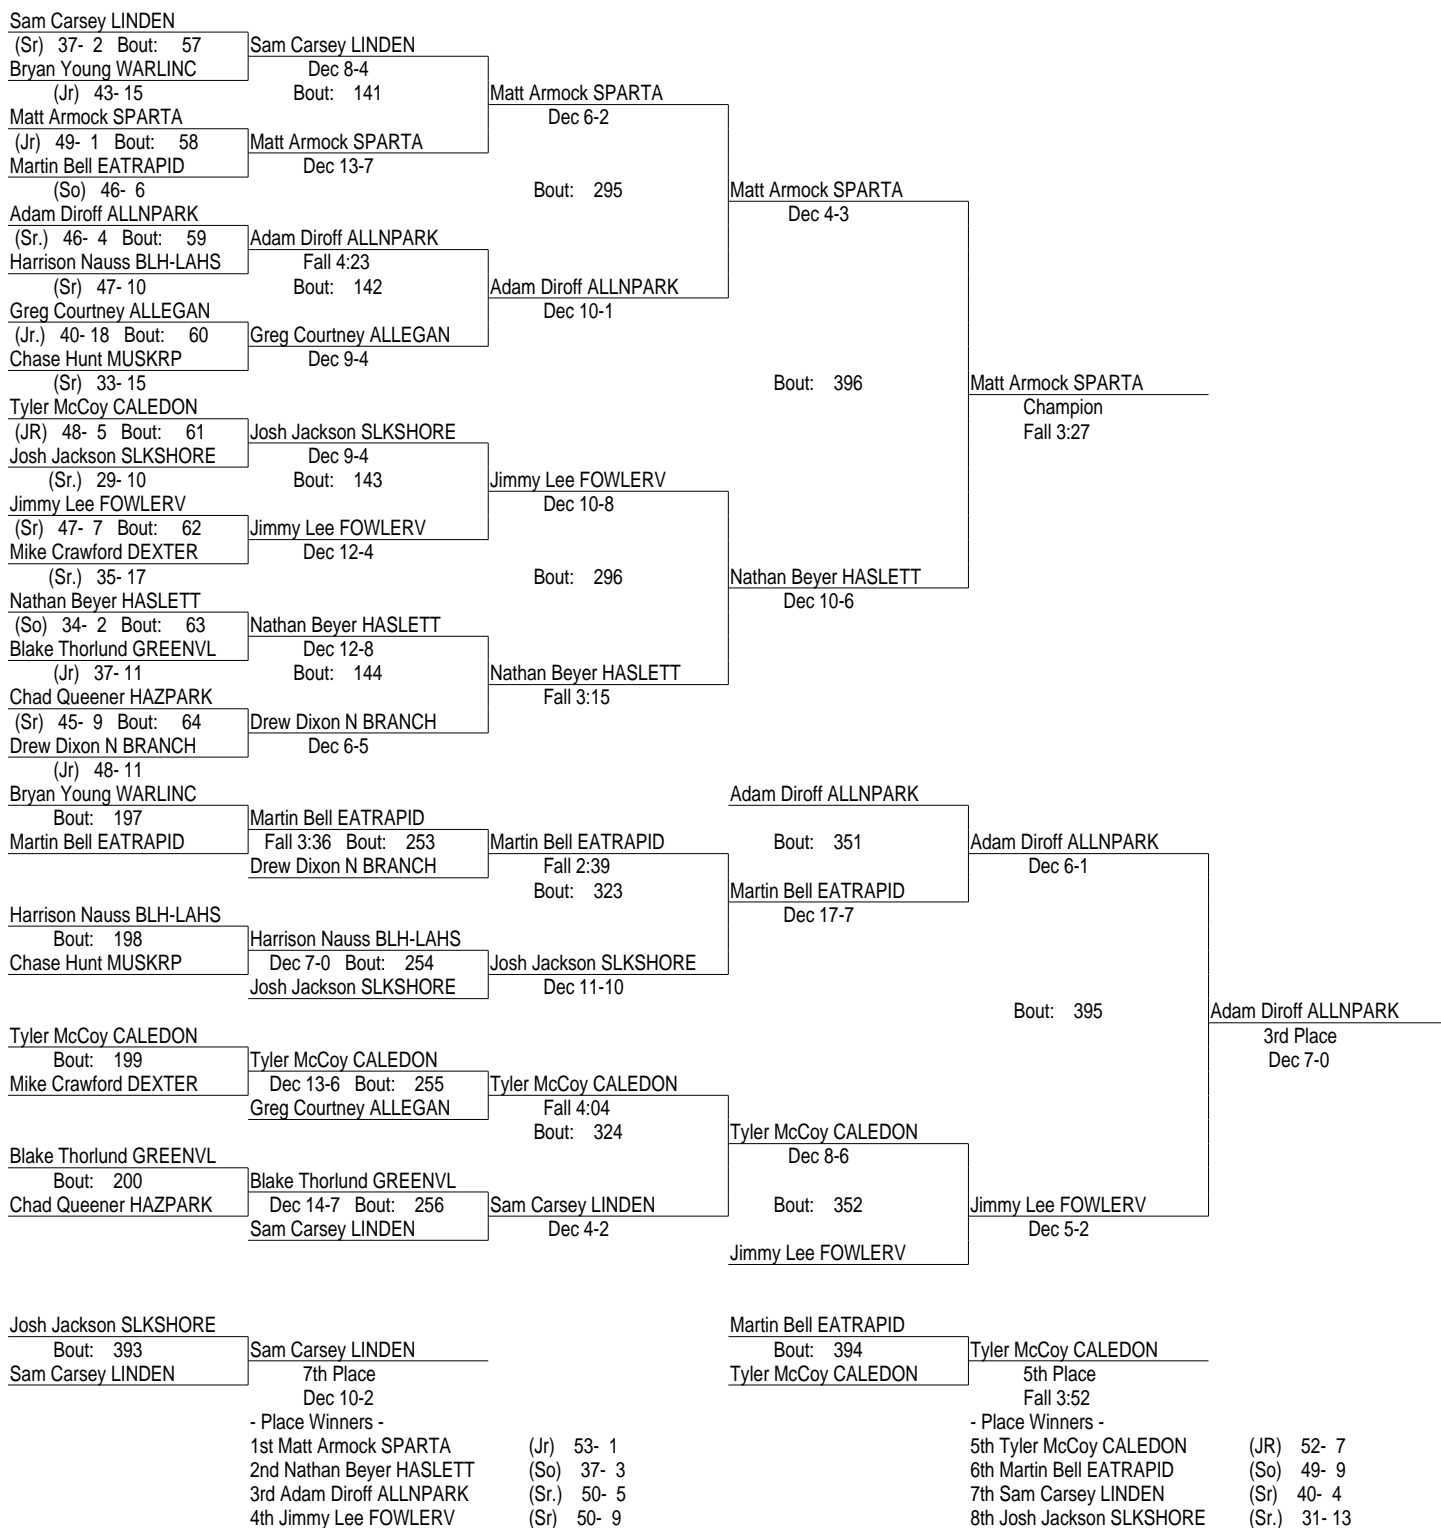 Sam Carsey LINDEN
(Sr) 37- 2 Bout: 57 Sam Carsey LINDEN
Bryan Young WARLINC Dec 8-4
(Jr) 43- 15 Bout: 141 Matt Armock SPARTA
Matt Armock SPARTA Dec 6-2
(Jr) 49- 1 Bout: 58 Matt Armock SPARTA
Martin Bell EATRAPID Dec 13-7
(So) 46- 6 Bout: 295 Matt Armock SPARTA
Adam Diroff ALLNPARK Dec 4-3
(Sr.) 46- 4 Bout: 59 Adam Diroff ALLNPARK
Harrison Nauss BLH-LAHS Fall 4:23
(Sr) 47- 10 Bout: 142 Adam Diroff ALLNPARK
Greg Courtney ALLEGAN Dec 10-1
(Jr.) 40- 18 Bout: 60 Greg Courtney ALLEGAN
Chase Hunt MUSKRP Dec 9-4
(Sr) 33- 15 Bout: 396 Matt Armock SPARTA
Tyler McCoy CALEDON Champion
(JR) 48- 5 Bout: 61 Josh Jackson SLKSHORE Fall 3:27
Josh Jackson SLKSHORE Dec 9-4
(Sr.) 29- 10 Bout: 143 Jimmy Lee FOWLERV
Jimmy Lee FOWLERV Dec 10-8
(Sr) 47- 7 Bout: 62 Jimmy Lee FOWLERV
Mike Crawford DEXTER Dec 12-4
(Sr.) 35- 17 Bout: 296 Nathan Beyer HASLETT
Nathan Beyer HASLETT Dec 10-6
(So) 34- 2 Bout: 63 Nathan Beyer HASLETT
Blake Thorlund GREENVL Dec 12-8
(Jr) 37- 11 Bout: 144 Nathan Beyer HASLETT
Chad Queener HAZPARK Fall 3:15
(Sr) 45- 9 Bout: 64 Drew Dixon N BRANCH
Drew Dixon N BRANCH Dec 6-5
(Jr) 48- 11
Bryan Young WARLINC Adam Diroff ALLNPARK
Bout: 197 Martin Bell EATRAPID
Martin Bell EATRAPID Fall 3:36 Bout: 253 Martin Bell EATRAPID Bout: 351 Adam Diroff ALLNPARK
Drew Dixon N BRANCH Fall 2:39 Dec 6-1
Bout: 323 Martin Bell EATRAPID
Harrison Nauss BLH-LAHS Dec 17-7
Bout: 198 Harrison Nauss BLH-LAHS
Chase Hunt MUSKRP Dec 7-0 Bout: 254 Josh Jackson SLKSHORE
Josh Jackson SLKSHORE Dec 11-10
Bout: 395 Adam Diroff ALLNPARK
Tyler McCoy CALEDON 3rd Place
Bout: 199 Tyler McCoy CALEDON Dec 7-0
Mike Crawford DEXTER Dec 13-6 Bout: 255 Tyler McCoy CALEDON
Greg Courtney ALLEGAN Fall 4:04
Bout: 324 Tyler McCoy CALEDON
Blake Thorlund GREENVL Dec 8-6
Bout: 200 Blake Thorlund GREENVL
Chad Queener HAZPARK Dec 14-7 Bout: 256 Sam Carsey LINDEN Bout: 352 Jimmy Lee FOWLERV
Sam Carsey LINDEN Dec 4-2 Dec 5-2
Jimmy Lee FOWLERV
Josh Jackson SLKSHORE Martin Bell EATRAPID
Bout: 393 Sam Carsey LINDEN Bout: 394 Tyler McCoy CALEDON
Sam Carsey LINDEN 7th Place Tyler McCoy CALEDON 5th Place
Dec 10-2 Fall 3:52
- Place Winners - - Place Winners -
1st Matt Armock SPARTA (Jr) 53- 1 5th Tyler McCoy CALEDON (JR) 52- 7
2nd Nathan Beyer HASLETT (So) 37- 3 6th Martin Bell EATRAPID (So) 49- 9
3rd Adam Diroff ALLNPARK (Sr.) 50- 5 7th Sam Carsey LINDEN (Sr) 40- 4
4th Jimmy Lee FOWLERV (Sr) 50- 9 8th Josh Jackson SLKSHORE (Sr.) 31- 13